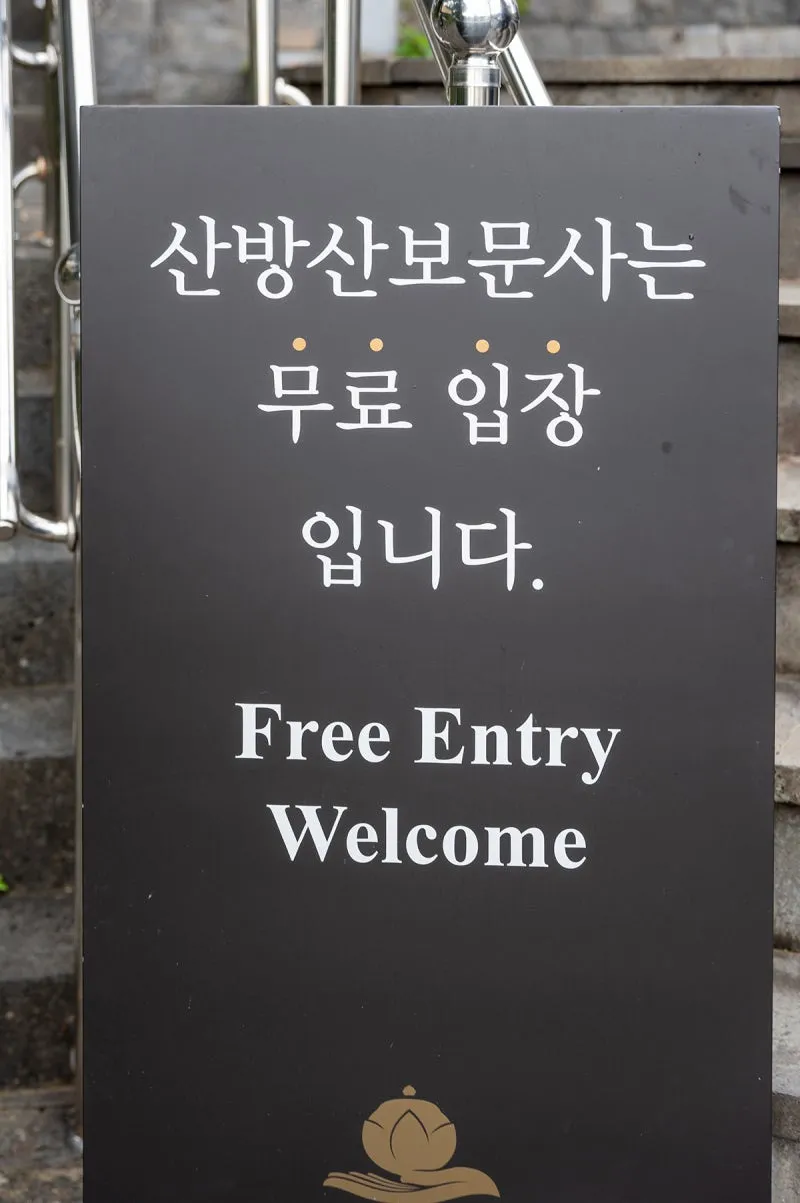 산방산보문사는
무료 입장
입니다.
Free Entry
Welcome